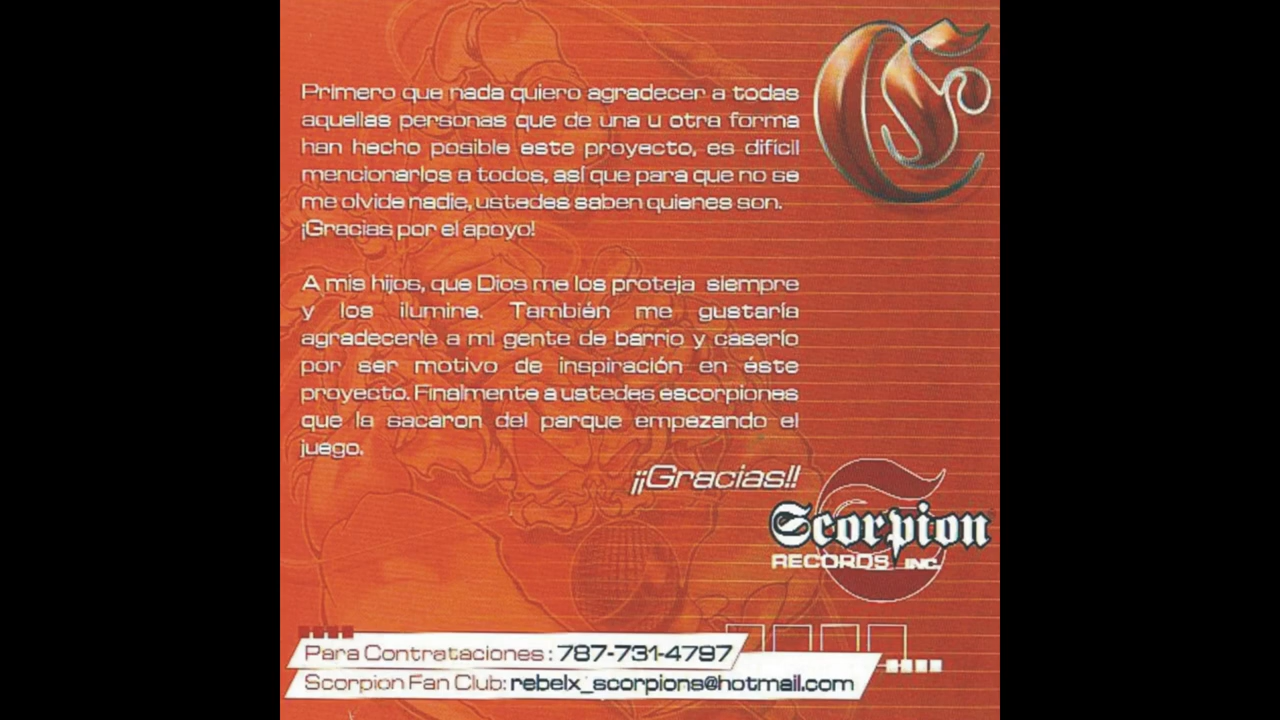 Primero que nada quiero agradecer a todas
aquellas personas que de una u otra forma
han hecho posible este proyecto, es difícil
mencionarlos a todos, así que para que no se
me olvide nadie, ustedes saben quienes son.
¡Gracias por el apoyo!
A mis hijos, que Dios me los proteja siempre
y los ilumine. También me gustaría
agradecerle a mi gente de barrio y caserío
por ser motivo de inspiración en éste
proyecto. Finalmente a ustedes escorpiones
que la sacaron del parque empezando el
juego.
¡¡Gracias!!
Scorpion
RECORDS INC.
Para Contrataciones: 787-731-4797
Scorpion Fan Club: rebelx_scorpions@hotmail.com